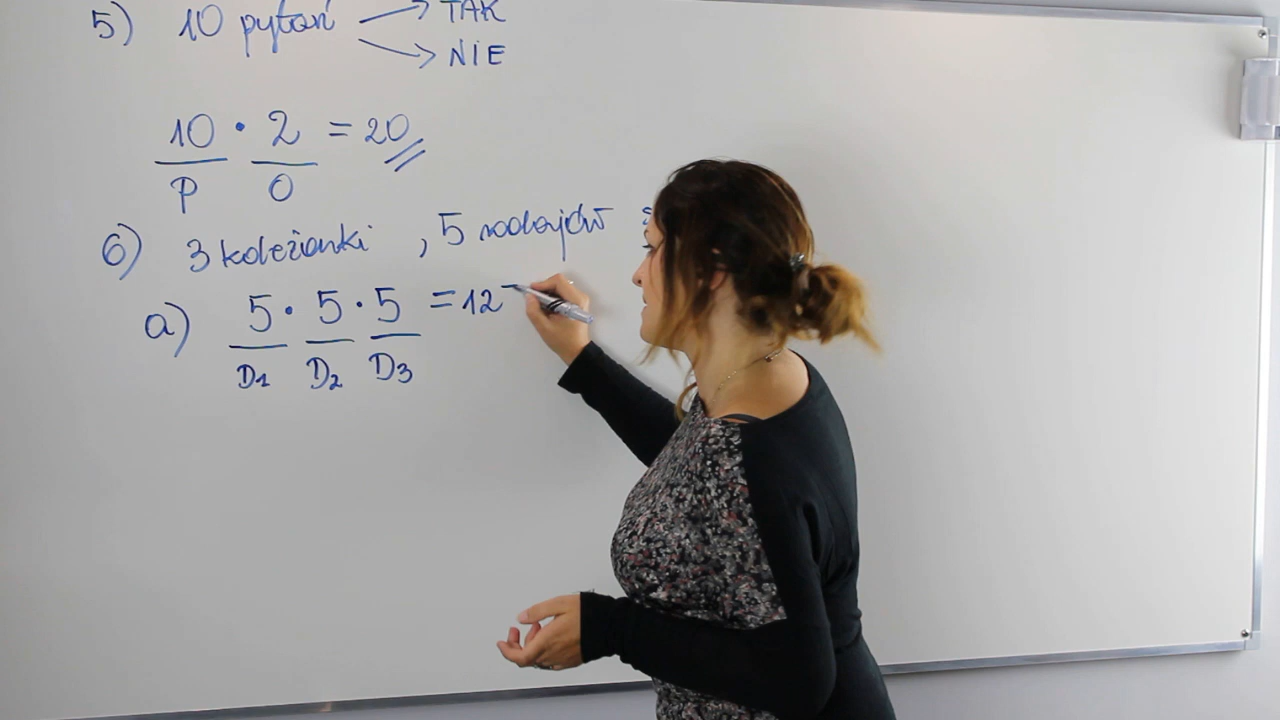 5) 10 pytań TAK
NIE
10 · 2 = 20
P O
6) 3 koleżanki , 5 rodzajów
a) 5 · 5 · 5 = 12
D1 D2 D3